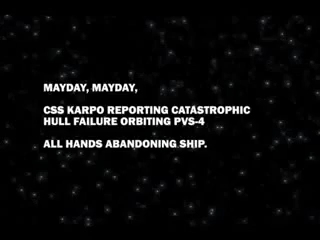 MAYDAY, MAYDAY,
CSS KARPO REPORTING CATASTROPHIC
HULL FAILURE ORBITING PVS-4
ALL HANDS ABANDONING SHIP.